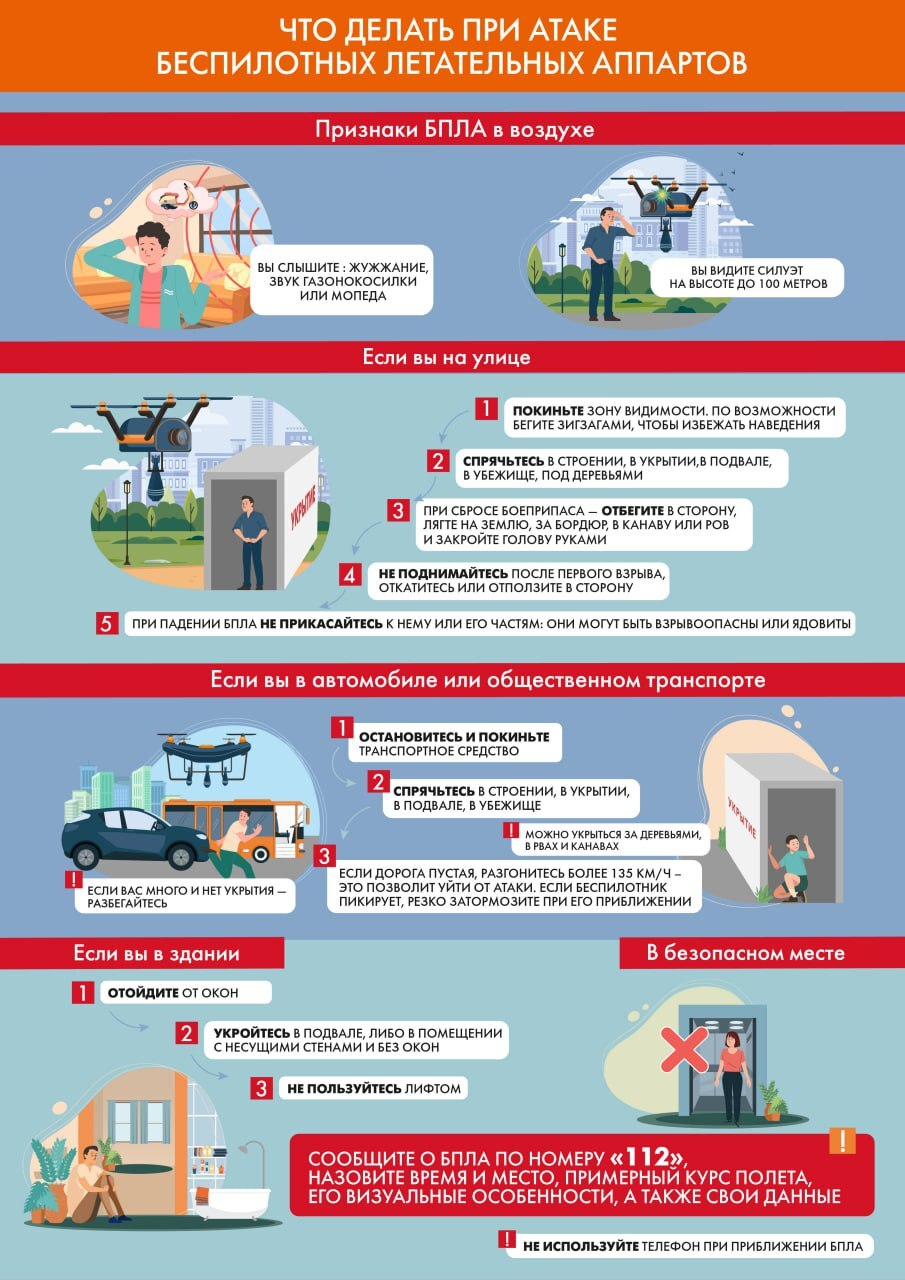 ЧТО ДЕЛАТЬ ПРИ АТАКЕ
БЕСПИЛОТНЫХ ЛЕТАТЕЛЬНЫХ АППАРТОВ
Признаки БПЛА в воздухе
ВЫ СЛЫШИТЕ : ЖУЖЖАНИЕ,
ЗВУК ГАЗОНОКОСИЛКИ
ИЛИ МОПЕДА
ВЫ ВИДИТЕ СИЛУЭТ
НА ВЫСОТЕ ДО 100 МЕТРОВ
Если вы на улице
УКРЫТИЕ
1 ПОКИНЬТЕ ЗОНУ ВИДИМОСТИ. ПО ВОЗМОЖНОСТИ
БЕГИТЕ ЗИГЗАГАМИ, ЧТОБЫ ИЗБЕЖАТЬ НАВЕДЕНИЯ
2 СПРЯЧЬТЕСЬ В СТРОЕНИИ, В УКРЫТИИ,В ПОДВАЛЕ,
В УБЕЖИЩЕ, ПОД ДЕРЕВЬЯМИ
3 ПРИ СБРОСЕ БОЕПРИПАСА — ОТБЕГИТЕ В СТОРОНУ,
ЛЯГТЕ НА ЗЕМЛЮ, ЗА БОРДЮР, В КАНАВУ ИЛИ РОВ
И ЗАКРОЙТЕ ГОЛОВУ РУКАМИ
4 НЕ ПОДНИМАЙТЕСЬ ПОСЛЕ ПЕРВОГО ВЗРЫВА,
ОТКАТИТЕСЬ ИЛИ ОТПОЛЗИТЕ В СТОРОНУ
5 ПРИ ПАДЕНИИ БПЛА НЕ ПРИКАСАЙТЕСЬ К НЕМУ ИЛИ ЕГО ЧАСТЯМ: ОНИ МОГУТ БЫТЬ ВЗРЫВООПАСНЫ ИЛИ ЯДОВИТЫ
Если вы в автомобиле или общественном транспорте
1 ОСТАНОВИТЕСЬ И ПОКИНЬТЕ
ТРАНСПОРТНОЕ СРЕДСТВО
2 СПРЯЧЬТЕСЬ В СТРОЕНИИ, В УКРЫТИИ,
В ПОДВАЛЕ, В УБЕЖИЩЕ
! МОЖНО УКРЫТЬСЯ ЗА ДЕРЕВЬЯМИ,
В РВАХ И КАНАВАХ
УКРЫТИЕ
3 ЕСЛИ ДОРОГА ПУСТАЯ, РАЗГОНИТЕСЬ БОЛЕЕ 135 КМ/Ч –
ЭТО ПОЗВОЛИТ УЙТИ ОТ АТАКИ. ЕСЛИ БЕСПИЛОТНИК
ПИКИРУЕТ, РЕЗКО ЗАТОРМОЗИТЕ ПРИ ЕГО ПРИБЛИЖЕНИИ
! ЕСЛИ ВАС МНОГО И НЕТ УКРЫТИЯ —
РАЗБЕГАЙТЕСЬ
Если вы в здании
1 ОТОЙДИТЕ ОТ ОКОН
2 УКРОЙТЕСЬ В ПОДВАЛЕ, ЛИБО В ПОМЕЩЕНИИ
С НЕСУЩИМИ СТЕНАМИ И БЕЗ ОКОН
3 НЕ ПОЛЬЗУЙТЕСЬ ЛИФТОМ
В безопасном месте
!
СООБЩИТЕ О БПЛА ПО НОМЕРУ «112»,
НАЗОВИТЕ ВРЕМЯ И МЕСТО, ПРИМЕРНЫЙ КУРС ПОЛЕТА,
ЕГО ВИЗУАЛЬНЫЕ ОСОБЕННОСТИ, А ТАКЖЕ СВОИ ДАННЫЕ
! НЕ ИСПОЛЬЗУЙТЕ ТЕЛЕФОН ПРИ ПРИБЛИЖЕНИИ БПЛА